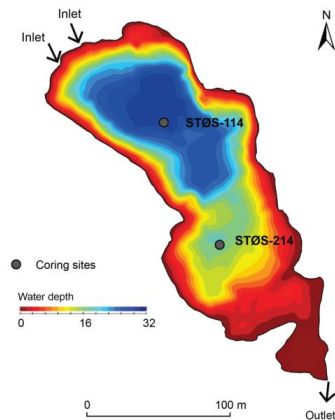 Inlet
Inlet
N
STØS-114
STØS-214
Coring sites
Water depth
0 16 32
0 100 m
Outlet